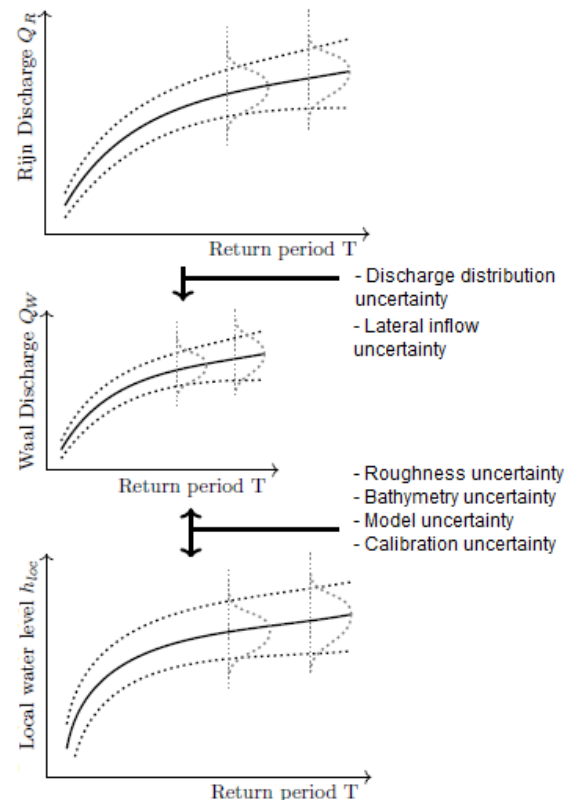 Rijn Discharge Q_R
Return period T
- Discharge distribution
uncertainty
- Lateral inflow
uncertainty
Waal Discharge Q_W
Return period T
- Roughness uncertainty
- Bathymetry uncertainty
- Model uncertainty
- Calibration uncertainty
Local water level h_loc
Return period T